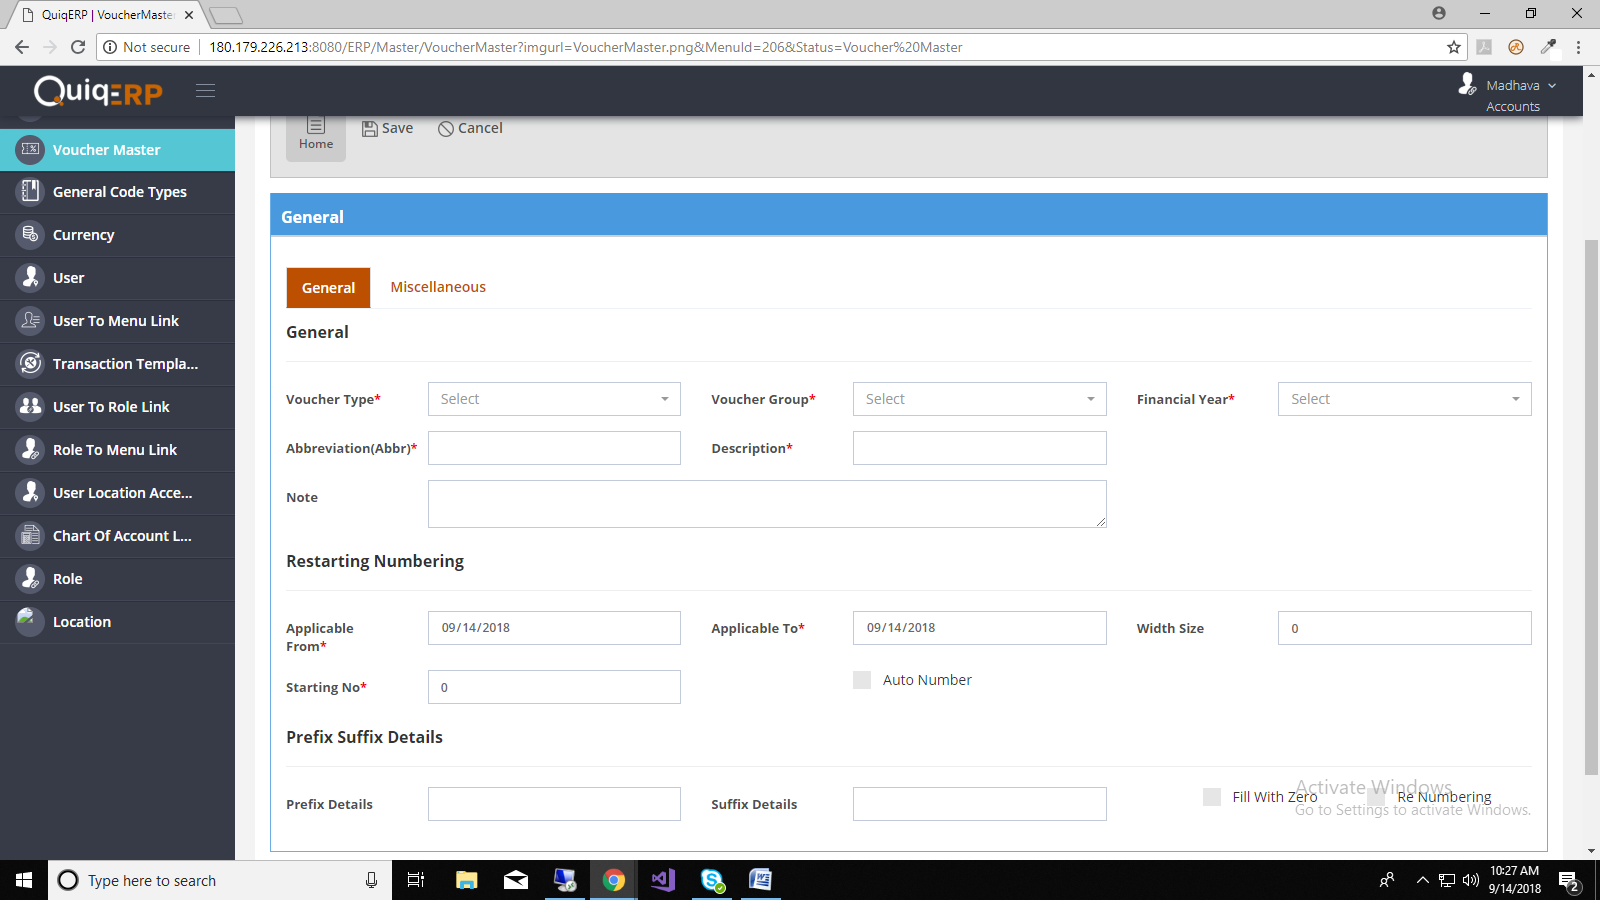 QuiqERP | VoucherMaste
Not secure 180.179.226.213:8080/ERP/Master/VoucherMaster?imgurl=VoucherMaster.png&MenuId=206&Status=Voucher%20Master
QuiqERP
Madhava
Accounts
Voucher Master
General Code Types
Currency
User
User To Menu Link
Transaction Templa...
User To Role Link
Role To Menu Link
User Location Acce...
Chart Of Account L...
Role
Location
Home
Save
Cancel
General
General Miscellaneous
General
Voucher Type* Select Voucher Group* Select Financial Year* Select
Abbreviation(Abbr)* Description*
Note
Restarting Numbering
Applicable From* 09/14/2018 Applicable To* 09/14/2018 Width Size 0
Starting No* 0 Auto Number
Prefix Suffix Details
Prefix Details Suffix Details Fill With Zero Re Numbering
Activate Windows
Go to Settings to activate Windows.
Type here to search
10:27 AM
9/14/2018
2